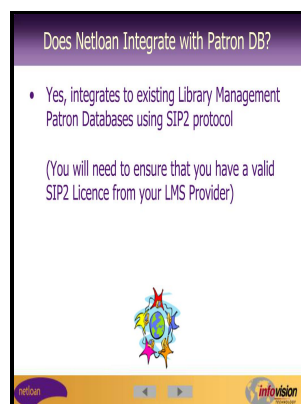 Does Netloan Integrate with Patron DB?
• Yes, integrates to existing Library Management
Patron Databases using SIP2 protocol
(You will need to ensure that you have a valid
SIP2 Licence from your LMS Provider)
netloan
infovision